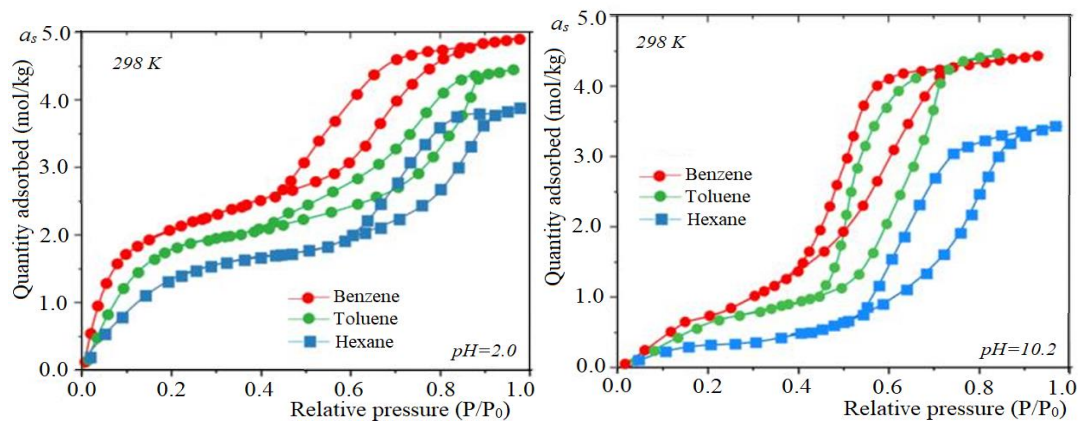 a_s
5.0
298 K
4.0
3.0
2.0
1.0
0.0
Quantity adsorbed (mol/kg)
Benzene
Toluene
Hexane
pH=2.0
0.0 0.2 0.4 0.6 0.8 1.0
Relative pressure (P/P₀)
a_s
5.0
298 K
4.0
3.0
2.0
1.0
0.0
Quantity adsorbed (mol/kg)
Benzene
Toluene
Hexane
pH=10.2
0.0 0.2 0.4 0.6 0.8 1.0
Relative pressure (P/P₀)